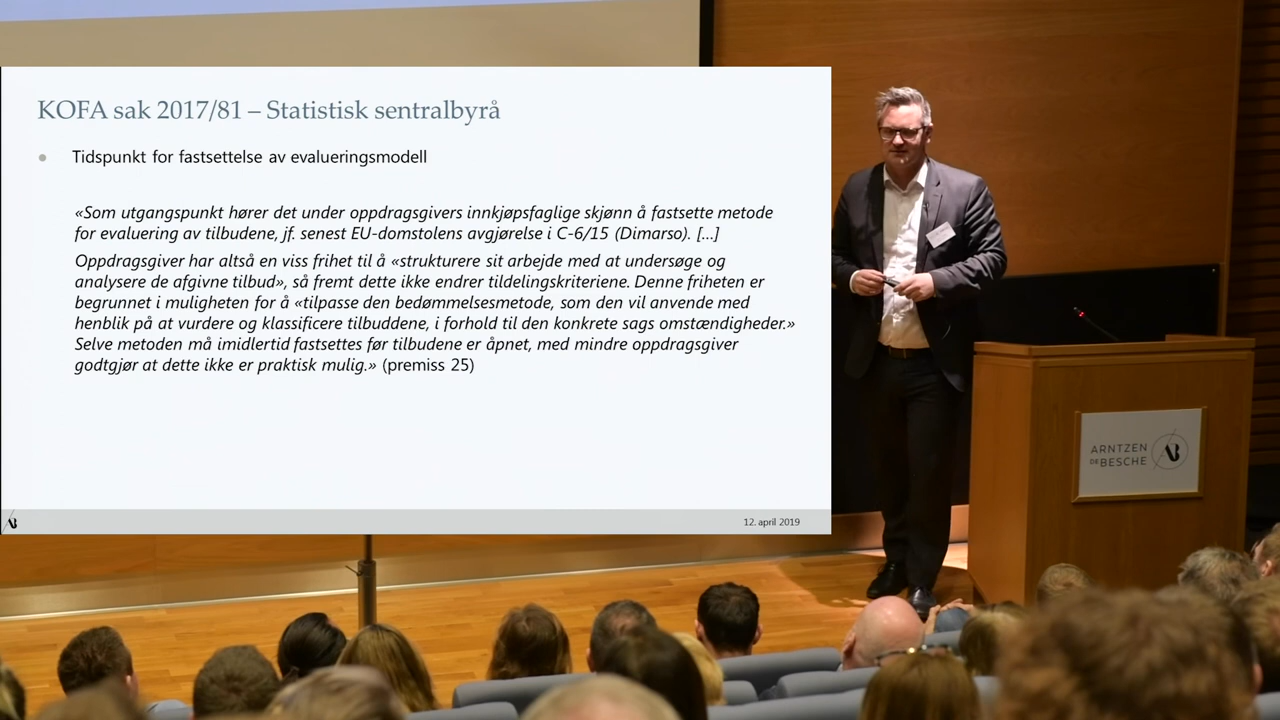 KOFA sak 2017/81 – Statistisk sentralbyrå
Tidspunkt for fastsettelse av evalueringsmodell
«Som utgangspunkt hører det under oppdragsgivers innkjøpsfaglige skjønn å fastsette metode
for evaluering av tilbudene, jf. senest EU-domstolens avgjørelse i C-6/15 (Dimarso). [...]
Oppdragsgiver har altså en viss frihet til å «strukturere sit arbejde med at undersøge og
analysere de afgivne tilbud», så fremt dette ikke endrer tildelingskriteriene. Denne friheten er
begrunnet i muligheten for å «tilpasse den bedømmelsesmetode, som den vil anvende med
henblik på at vurdere og klassificere tilbuddene, i forhold til den konkrete sags omstændigheder.»
Selve metoden må imidlertid fastsettes før tilbudene er åpnet, med mindre oppdragsgiver
godtgjør at dette ikke er praktisk mulig.» (premiss 25)
12. april 2019
ARNTZEN
DE BESCHE